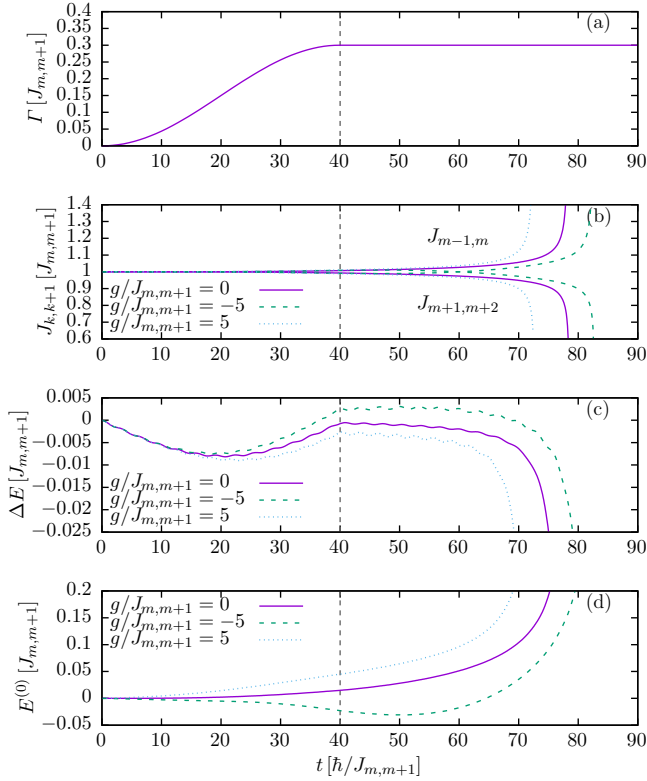 (a)
Γ [J_{m,m+1}]
0.4
0.35
0.3
0.25
0.2
0.15
0.1
0.05
0
0 10 20 30 40 50 60 70 80 90
(b)
J_{k,k+1} [J_{m,m+1}]
1.4
1.3
1.2
1.1
1
0.9
0.8
0.7
0.6
J_{m−1,m}
g/J_{m,m+1} = 0
g/J_{m,m+1} = −5
g/J_{m,m+1} = 5
J_{m+1,m+2}
0 10 20 30 40 50 60 70 80 90
(c)
ΔE [J_{m,m+1}]
0.005
0
−0.005
−0.01
−0.015
−0.02
−0.025
g/J_{m,m+1} = 0
g/J_{m,m+1} = −5
g/J_{m,m+1} = 5
0 10 20 30 40 50 60 70 80 90
(d)
E^{(0)} [J_{m,m+1}]
0.2
0.15
0.1
0.05
0
−0.05
g/J_{m,m+1} = 0
g/J_{m,m+1} = −5
g/J_{m,m+1} = 5
0 10 20 30 40 50 60 70 80 90
t [ħ/J_{m,m+1}]